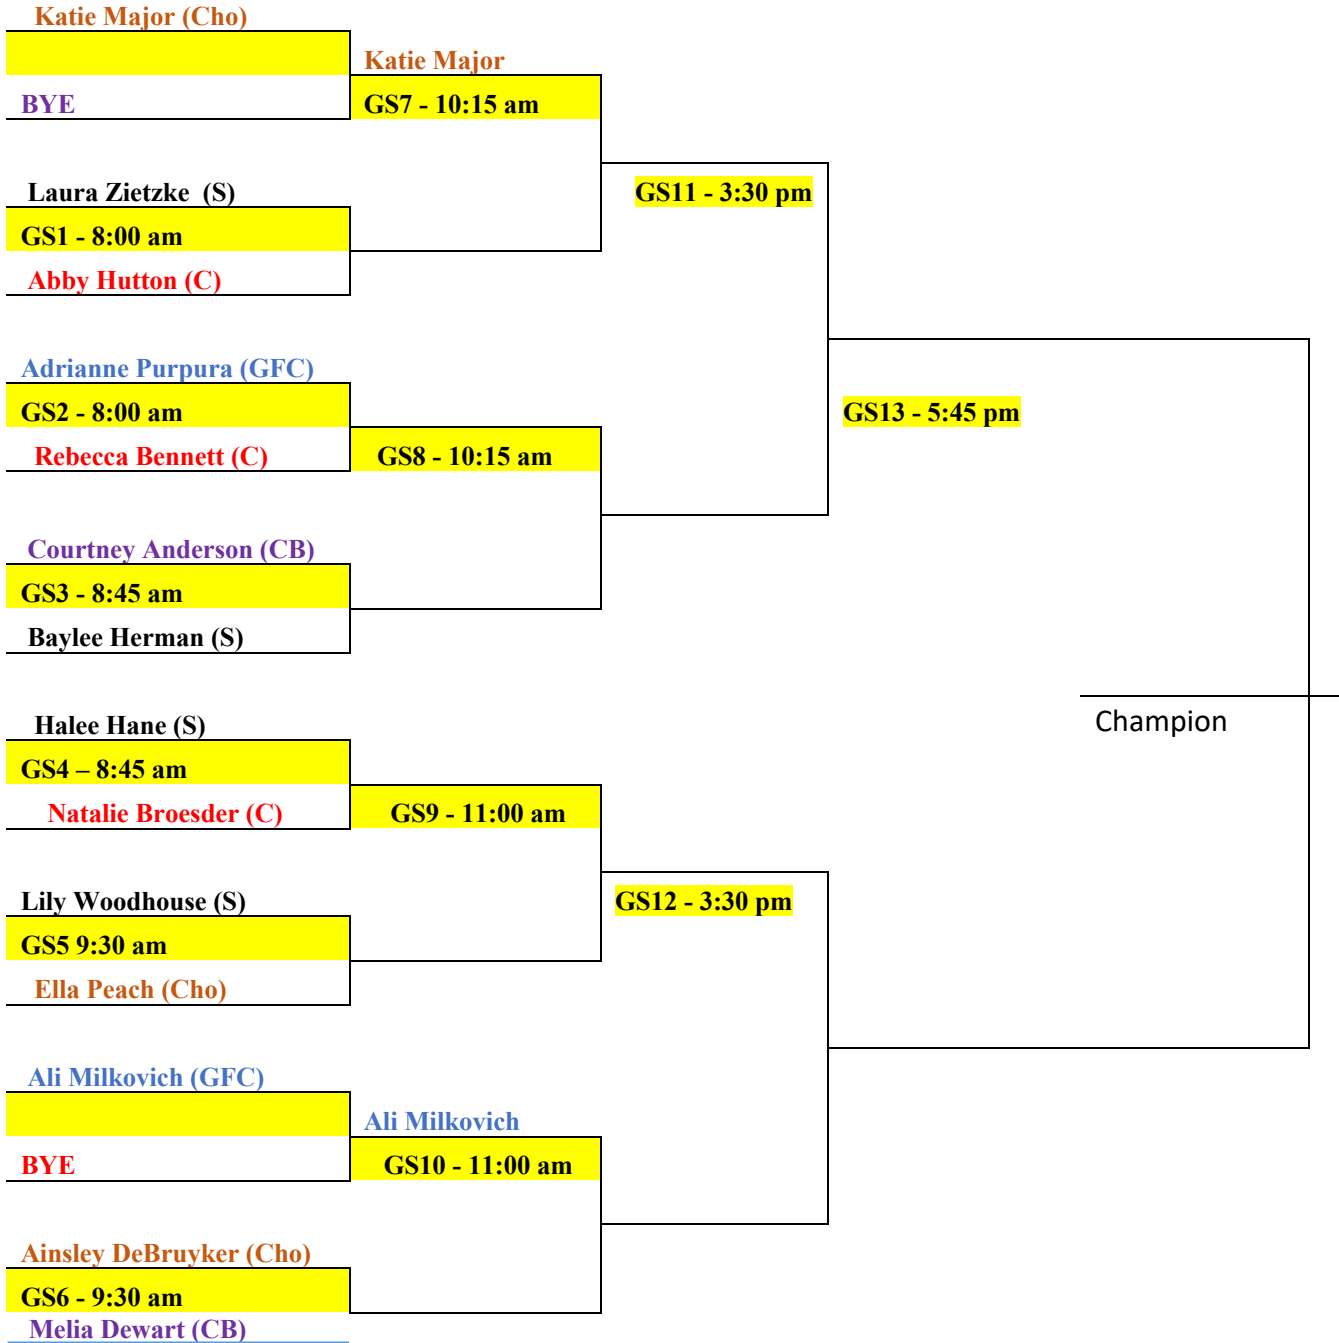 Katie Major (Cho)
Katie Major
BYE
GS7 - 10:15 am
Laura Zietzke (S)
GS11 - 3:30 pm
GS1 - 8:00 am
Abby Hutton (C)
Adrianne Purpura (GFC)
GS2 - 8:00 am
GS13 - 5:45 pm
Rebecca Bennett (C)
GS8 - 10:15 am
Courtney Anderson (CB)
GS3 - 8:45 am
Baylee Herman (S)
Halee Hane (S)
Champion
GS4 – 8:45 am
Natalie Broesder (C)
GS9 - 11:00 am
Lily Woodhouse (S)
GS12 - 3:30 pm
GS5 9:30 am
Ella Peach (Cho)
Ali Milkovich (GFC)
Ali Milkovich
BYE
GS10 - 11:00 am
Ainsley DeBruyker (Cho)
GS6 - 9:30 am
Melia Dewart (CB)